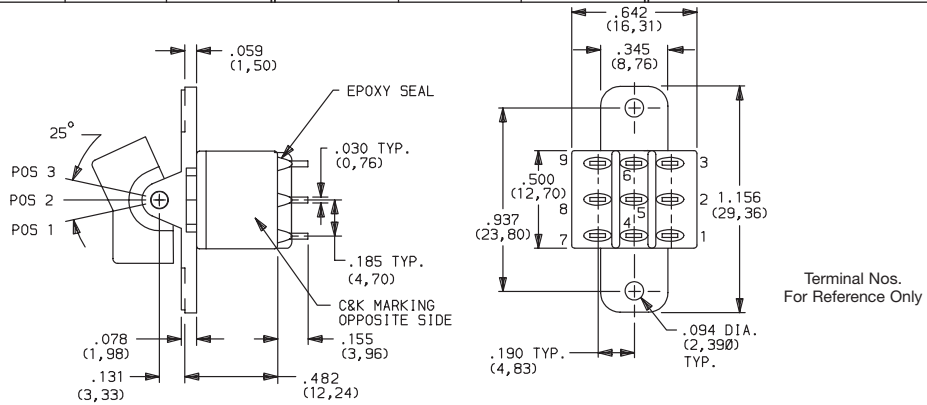 .059
(1,50)
EPOXY SEAL
25°
POS 3
POS 2
POS 1
.030 TYP.
(0,76)
.185 TYP.
(4,70)
C&K MARKING
OPPOSITE SIDE
.078
(1,98)
.155
(3,96)
.131
(3,33)
.482
(12,24)
.642
(16,31)
.345
(8,76)
9
6
3
.500
(12,70)
8
5
2
1.156
(29,36)
.937
(23,80)
7
4
1
.094 DIA.
(2,390)
TYP.
.190 TYP.
(4,83)
Terminal Nos.
For Reference Only